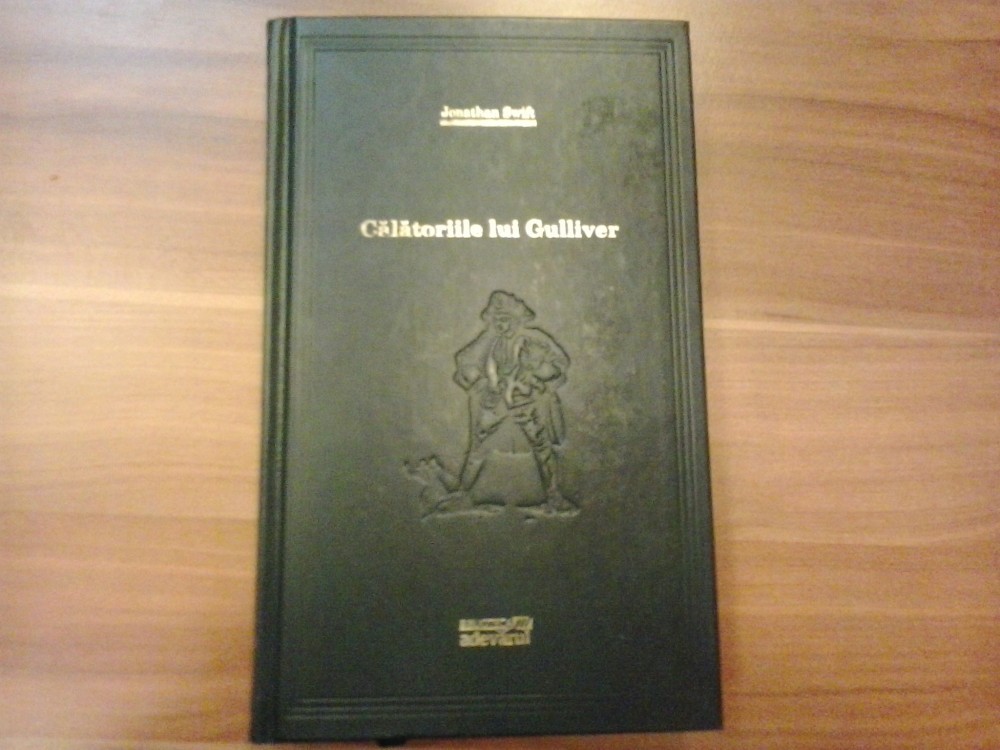 Jonathan Swift
Călătoriile lui Gulliver
adevărul